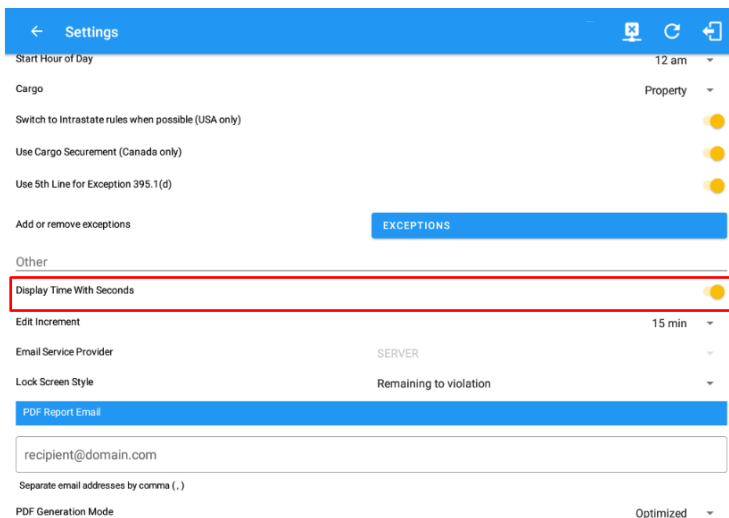 Settings
Start Hour of Day 12 am
Cargo Property
Switch to Intrastate rules when possible (USA only)
Use Cargo Securement (Canada only)
Use 5th Line for Exception 395.1(d)
Add or remove exceptions EXCEPTIONS
Other
Display Time With Seconds
Edit Increment 15 min
Email Service Provider SERVER
Lock Screen Style Remaining to violation
PDF Report Email
recipient@domain.com
Separate email addresses by comma ( , )
PDF Generation Mode Optimized